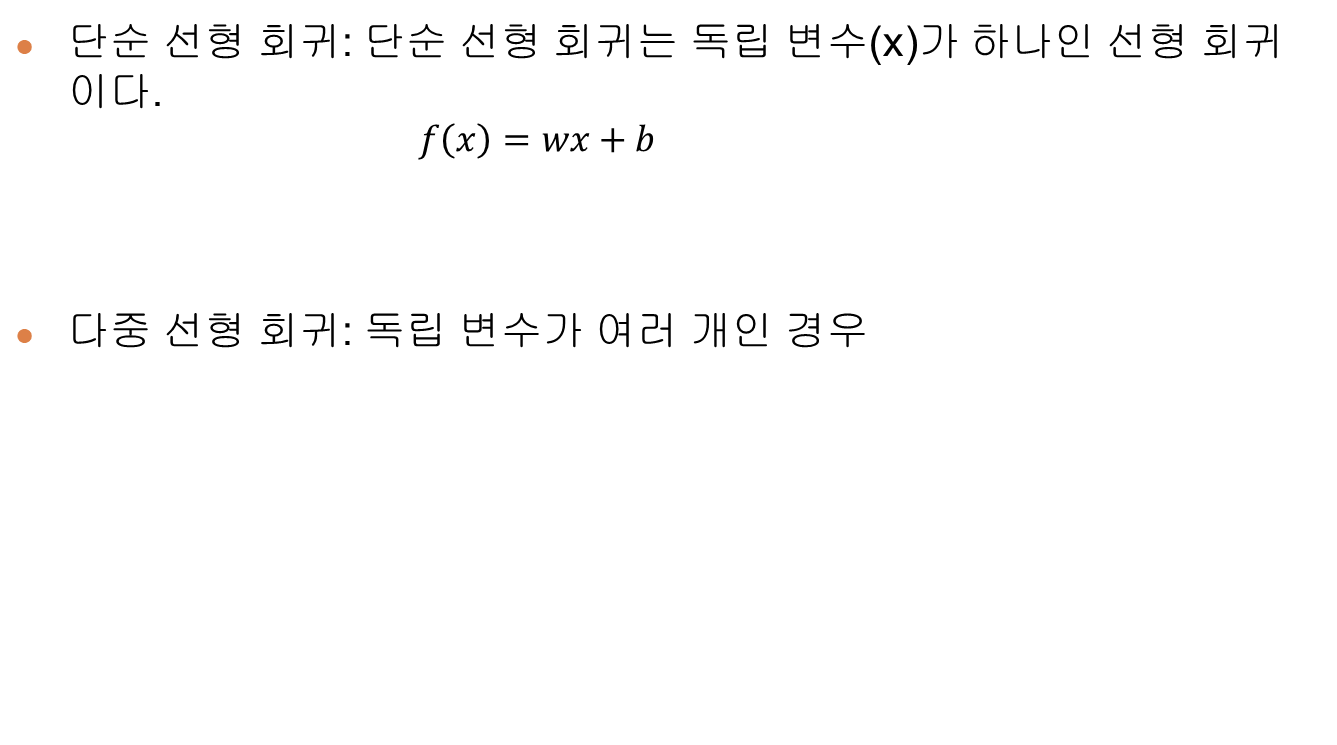 • 단순 선형 회귀: 단순 선형 회귀는 독립 변수(x)가 하나인 선형 회귀
이다.
f(x) = wx + b
• 다중 선형 회귀: 독립 변수가 여러 개인 경우